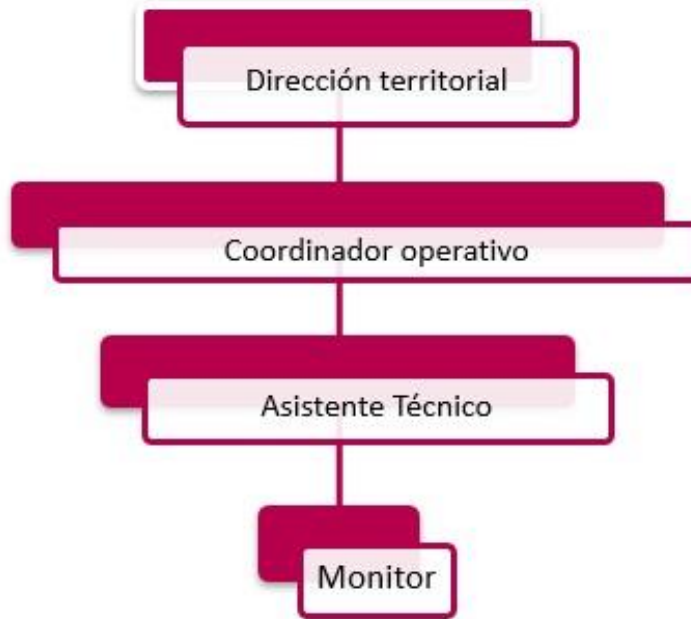 Dirección territorial
Coordinador operativo
Asistente Técnico
Monitor